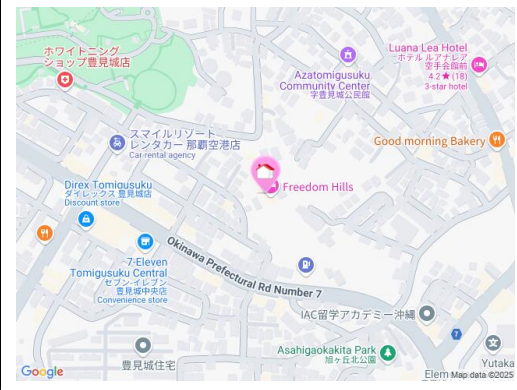 ホワイトニング
ショップ豊見城店
Luana Lea Hotel
ホテル ルアナレア
空手会館前
4.2★(18)
3-star hotel
Azatomigusuku
Community Center
字豊見城公民館
スマイルリゾート
レンタカー 那覇空港店
Car rental agency
Good morning Bakery
Freedom Hills
Direx Tomigusuku
ダイレックス 豊見城店
Discount store
7-Eleven
Tomigusuku Central
セブン-イレブン
豊見城中央店
Convenience store
Okinawa Prefectural Rd Number 7
IAC留学アカデミー沖縄
7
豊見城住宅
Asahigaokakita Park
旭ヶ丘北公園
Yutaka
Elem
Google
Map data ©2025